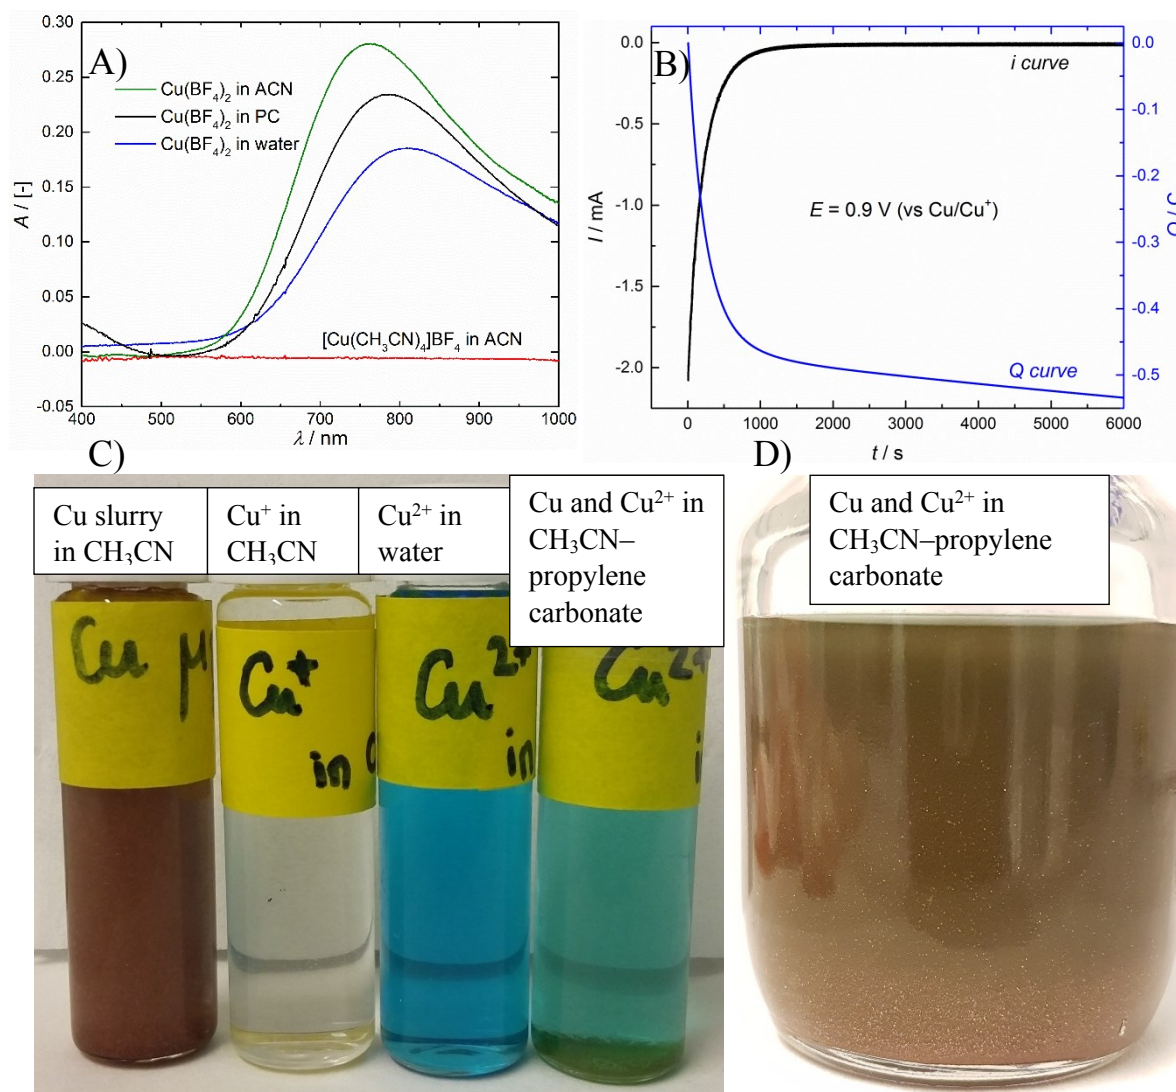 A)
0.30
0.25
0.20
0.15
0.10
0.05
0.00
-0.05
A / [-]
Cu(BF₄)₂ in ACN
Cu(BF₄)₂ in PC
Cu(BF₄)₂ in water
[Cu(CH₃CN)₄]BF₄ in ACN
400 500 600 700 800 900 1000
λ / nm
B)
0.0
-0.5
-1.0
-1.5
-2.0
I / mA
i curve
E = 0.9 V (vs Cu/Cu⁺)
Q curve
0.0
-0.1
-0.2
-0.3
-0.4
-0.5
0 1000 2000 3000 4000 5000 6000
t / s
C)
Cu slurry
in CH₃CN
Cu⁺ in
CH₃CN
Cu²⁺ in
water
Cu and Cu²⁺ in
CH₃CN–
propylene
carbonate
Cu μ
Cu⁺
in
Cu²⁺
in
Cu²⁺
D)
Cu and Cu²⁺ in
CH₃CN–propylene
carbonate